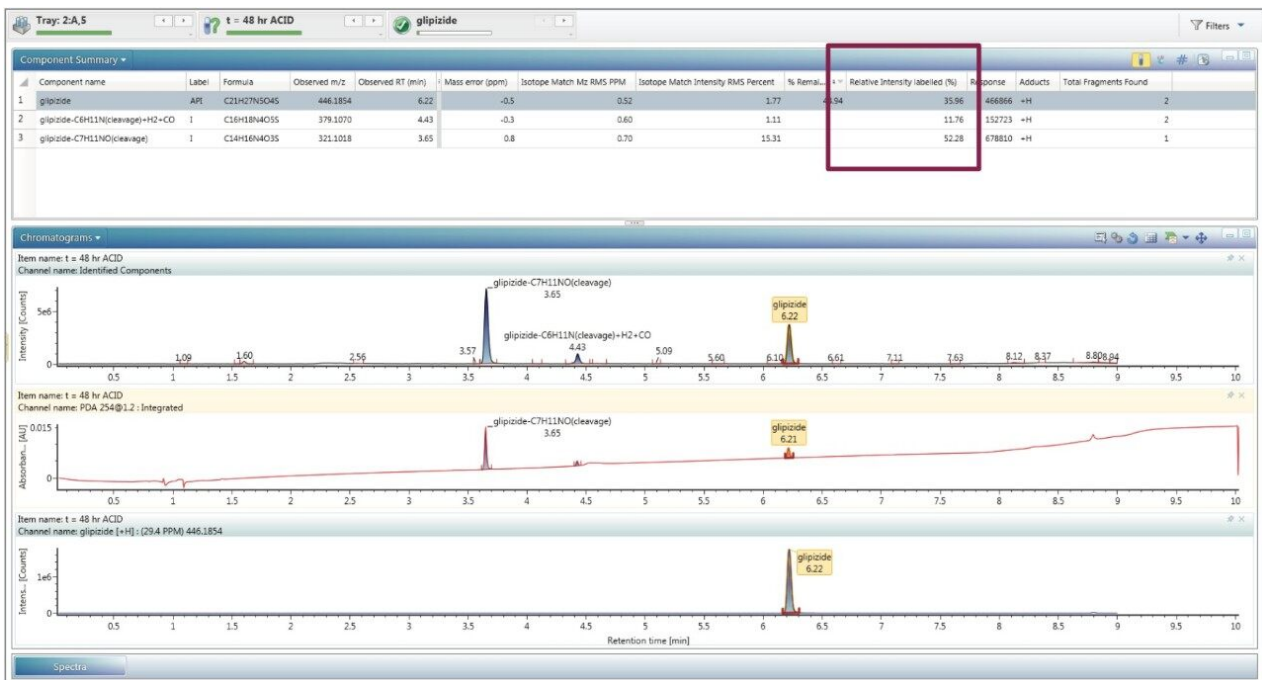 Tray: 2:A,5 t = 48 hr ACID glipizide Filters
Component Summary
Component name Label Formula Observed m/z Observed RT (min) Mass error (ppm) Isotope Match Mz RMS PPM Isotope Match Intensity RMS Percent % Remai... Relative Intensity labelled (%) Response Adducts Total Fragments Found
1 glipizide API C21H27N5O4S 446.1854 6.22 -0.5 0.52 1.77 35.96 466866 +H 2
2 glipizide-C6H11N(cleavage)+H2+CO I C16H18N4O5S 379.1070 4.43 -0.3 0.60 1.11 11.76 152723 +H 2
3 glipizide-C7H11NO(cleavage) I C14H16N4O3S 321.1018 3.65 0.8 0.70 15.31 52.28 678810 +H 1
Chromatograms
Item name: t = 48 hr ACID
Channel name: Identified Components
Intensity [Counts]
5e6
0
glipizide-C7H11NO(cleavage)
3.65
glipizide-C6H11N(cleavage)+H2+CO
4.43
glipizide
6.22
1.09 1.60 2.56 3.57 5.09 5.60 6.10 6.61 7.11 7.63 8.12 8.37 8.80 8.94
0.5 1 1.5 2 2.5 3 3.5 4 4.5 5 5.5 6 6.5 7 7.5 8 8.5 9 9.5 10
Item name: t = 48 hr ACID
Channel name: PDA 254@1.2 : Integrated
Absorban... [AU]
0.015
0
glipizide-C7H11NO(cleavage)
3.65
glipizide
6.21
0.5 1 1.5 2 2.5 3 3.5 4 4.5 5 5.5 6 6.5 7 7.5 8 8.5 9 9.5 10
Item name: t = 48 hr ACID
Channel name: glipizide [+H] : (29.4 PPM) 446.1854
Intens... [Counts]
1e6
0
glipizide
6.22
0.5 1 1.5 2 2.5 3 3.5 4 4.5 5 5.5 6 6.5 7 7.5 8 8.5 9 9.5 10
Retention time [min]
Spectra